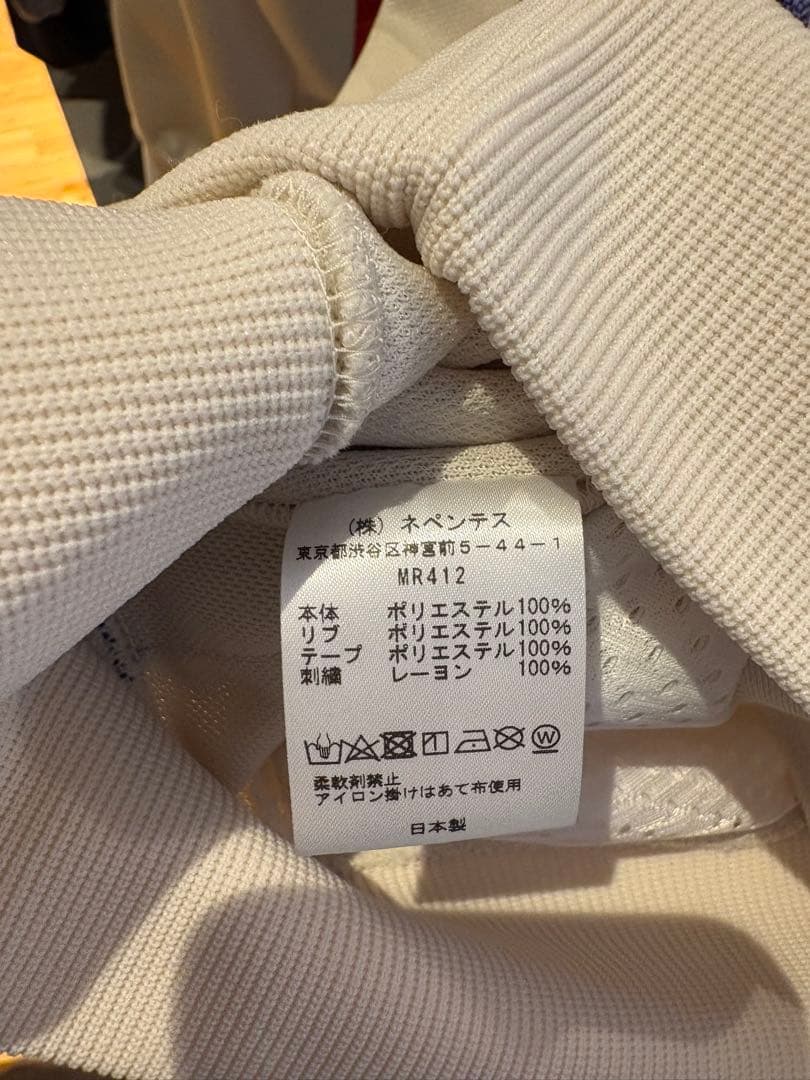 (株) ネペンテス
東京都渋谷区神宮前5-44-1
MR412
本体 ポリエステル100%
リブ ポリエステル100%
テープ ポリエステル100%
刺繍 レーヨン 100%
W
柔軟剤禁止
アイロン掛けはあて布使用
日本製